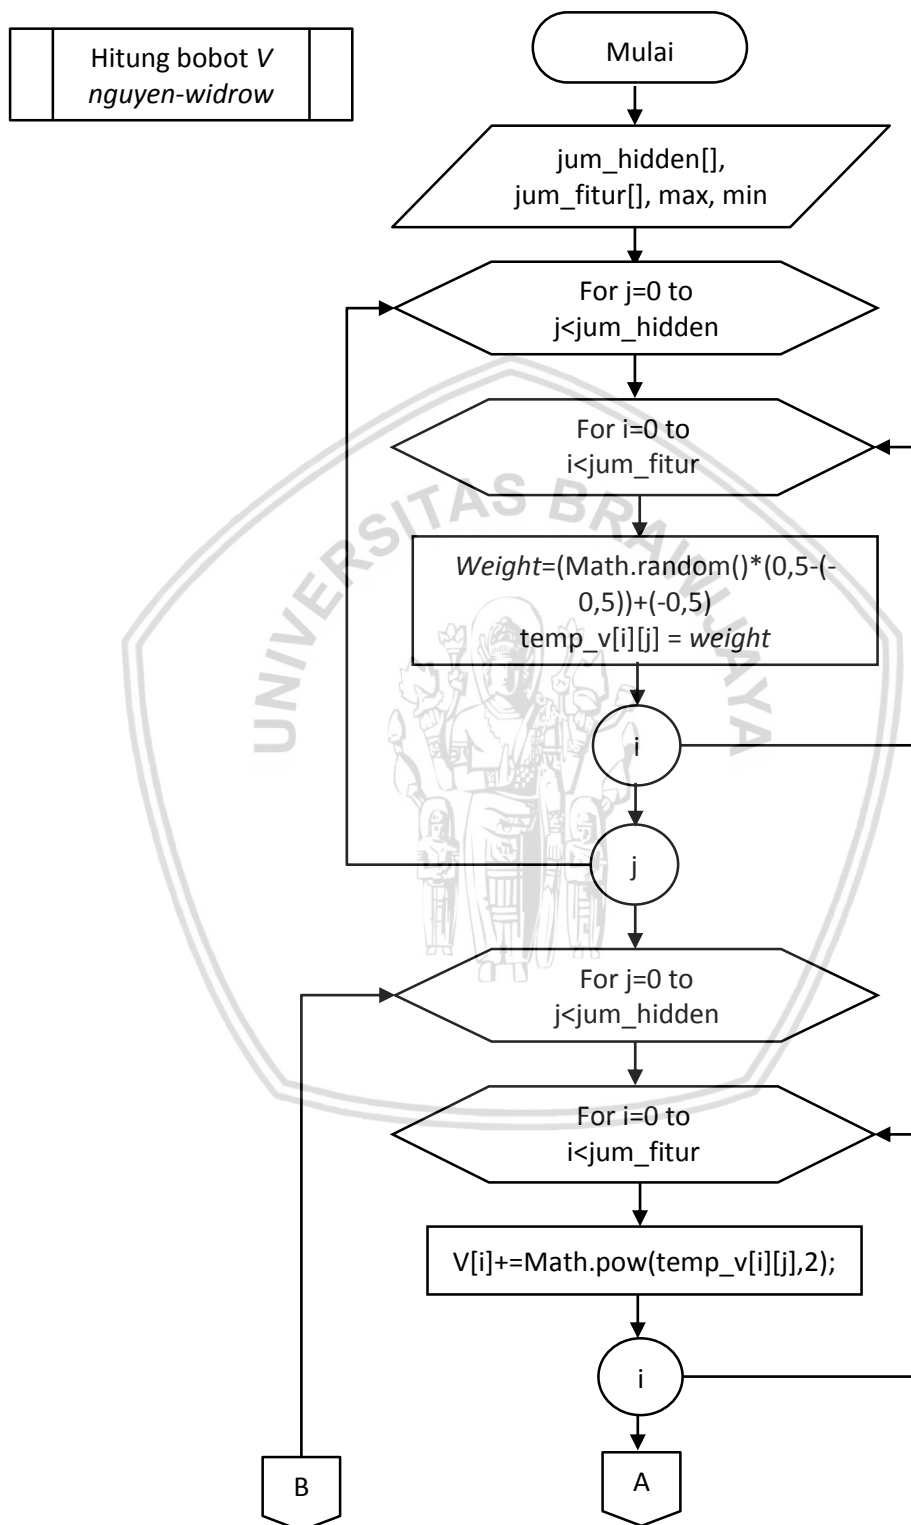 Hitung bobot V
nguyen-widrow
Mulai
jum_hidden[],
jum_fitur[], max, min
For j=0 to
j<jum_hidden
For i=0 to
i<jum_fitur
UNIVERSITAS BRAWIJAYA
Weight=(Math.random()*(0,5-(-
0,5))+(-0,5)
temp_v[i][j] = weight
i
j
For j=0 to
j<jum_hidden
For i=0 to
i<jum_fitur
V[i]+=Math.pow(temp_v[i][j],2);
i
B
A